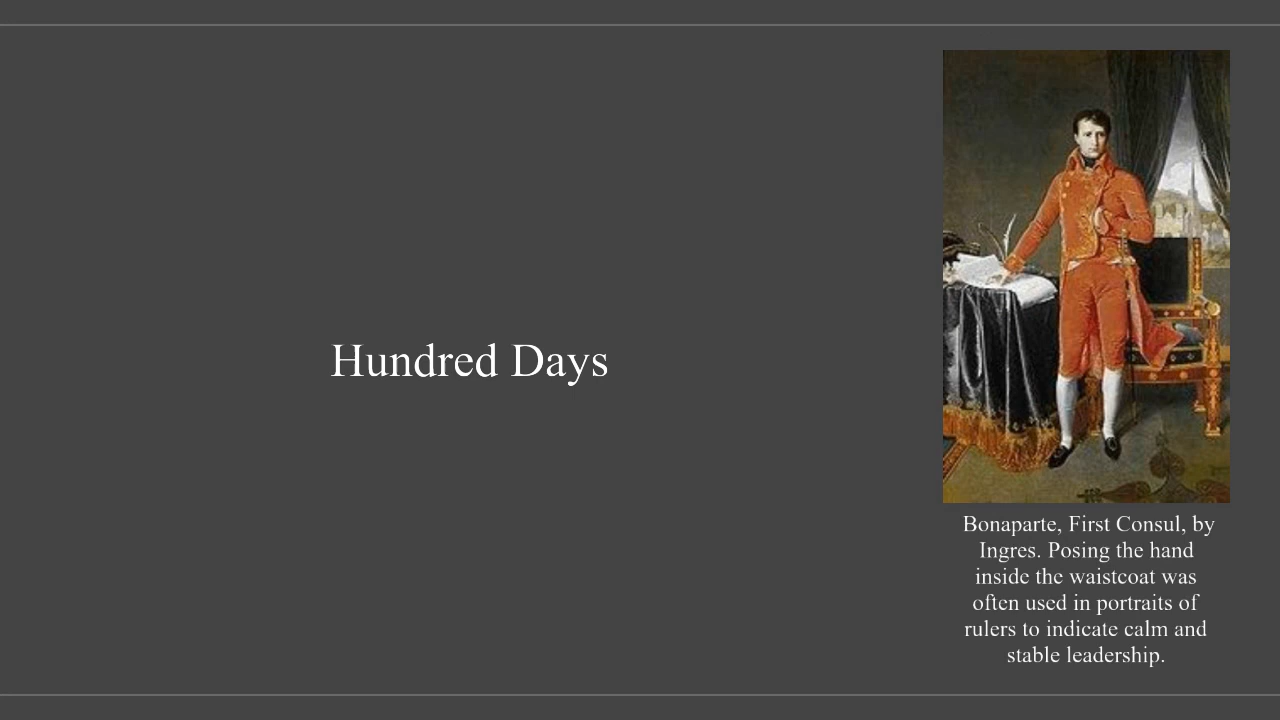 Hundred Days
Bonaparte, First Consul, by
Ingres. Posing the hand
inside the waistcoat was
often used in portraits of
rulers to indicate calm and
stable leadership.